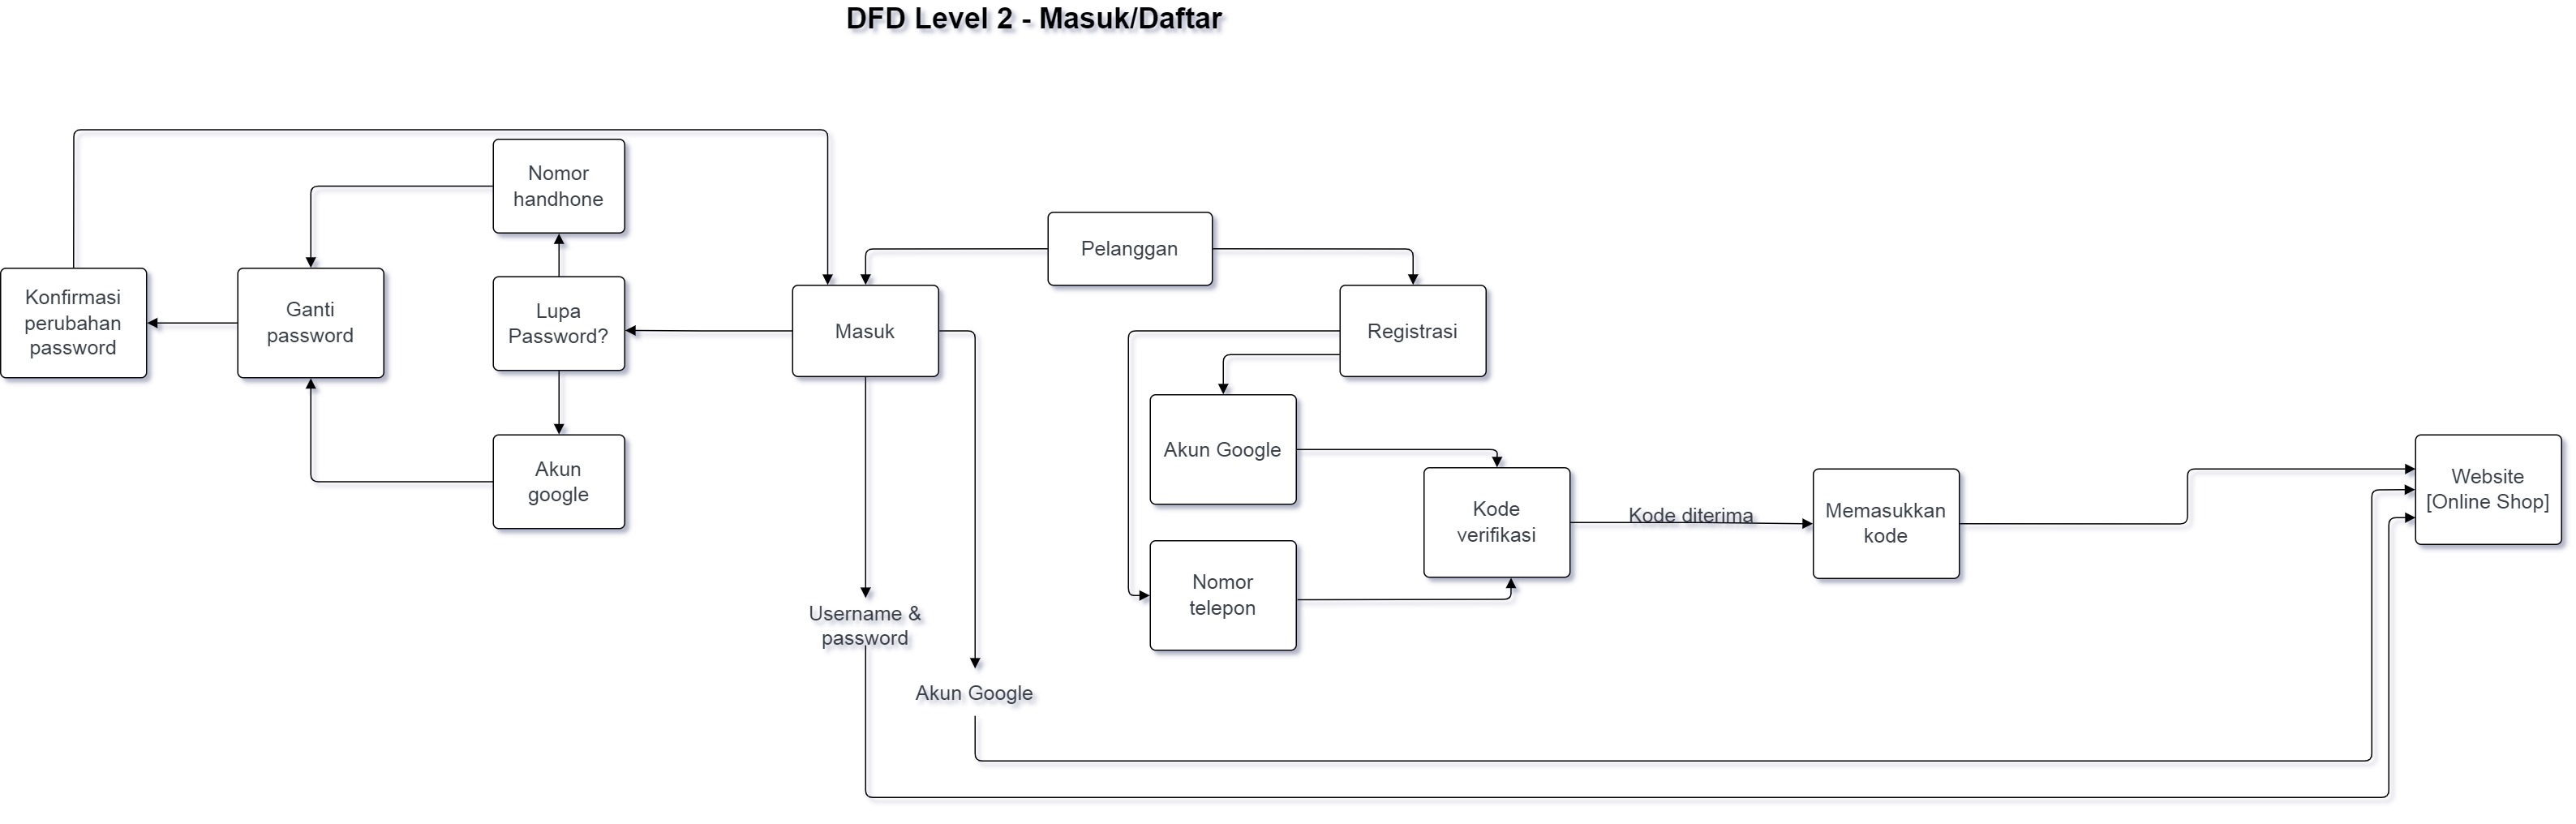 DFD Level 2 - Masuk/Daftar
Nomor
handhone
Pelanggan
Konfirmasi
perubahan
password
Ganti
password
Lupa
Password?
Masuk
Registrasi
Akun
google
Akun Google
Kode
verifikasi
Kode diterima
Memasukkan
kode
Website
[Online Shop]
Nomor
telepon
Username &
password
Akun Google